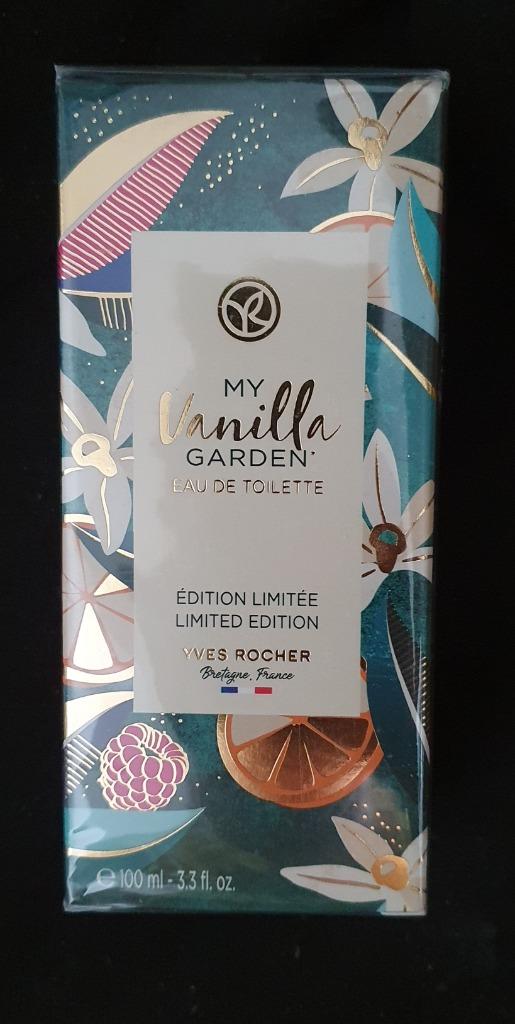 MY
Vanilla
GARDEN*
EAU DE TOILETTE
ÉDITION LIMITÉE
LIMITED EDITION
YVES ROCHER
Bretagne, France
℮ 100 ml - 3.3 fl. oz.